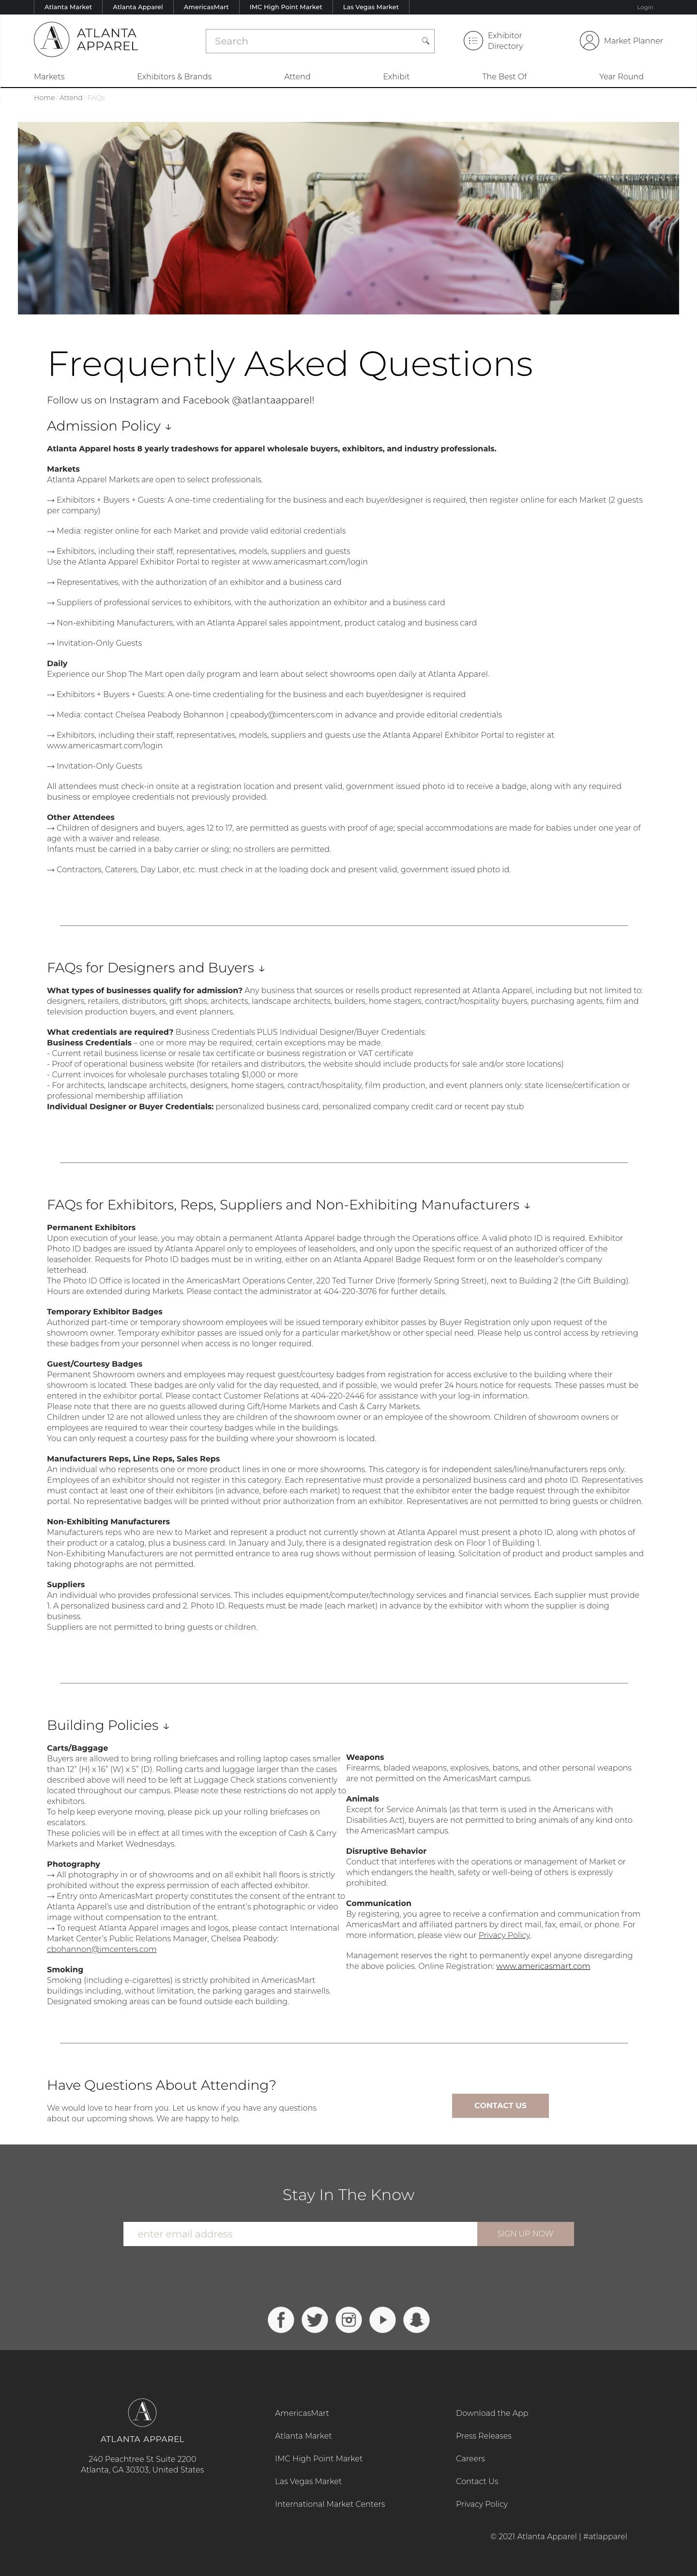 Atlanta Market
Atlanta Apparel
AmericasMart
IMC High Point Market
Las Vegas Market
Login
ATLANTA
APPAREL
Search
Exhibitor
Directory
Market Planner
Markets
Exhibitors & Brands
Attend
Exhibit
The Best Of
Year Round
Home / Attend / FAQs
Frequently Asked Questions
Follow us on Instagram and Facebook @atlantaapparel!
Admission Policy ↓
Atlanta Apparel hosts 8 yearly tradeshows for apparel wholesale buyers, exhibitors, and industry professionals.
Markets
Atlanta Apparel Markets are open to select professionals.
→ Exhibitors + Buyers + Guests: A one-time credentialing for the business and each buyer/designer is required, then register online for each Market (2 guests
per company)
→ Media: register online for each Market and provide valid editorial credentials
→ Exhibitors, including their staff, representatives, models, suppliers and guests
Use the Atlanta Apparel Exhibitor Portal to register at www.americasmart.com/login
→ Representatives, with the authorization of an exhibitor and a business card
→ Suppliers of professional services to exhibitors, with the authorization an exhibitor and a business card
→ Non-exhibiting Manufacturers, with an Atlanta Apparel sales appointment, product catalog and business card
→ Invitation-Only Guests
Daily
Experience our Shop The Mart open daily program and learn about select showrooms open daily at Atlanta Apparel.
→ Exhibitors + Buyers + Guests: A one-time credentialing for the business and each buyer/designer is required
→ Media: contact Chelsea Peabody Bohannon | cpeabody@imcenters.com in advance and provide editorial credentials
→ Exhibitors, including their staff, representatives, models, suppliers and guests use the Atlanta Apparel Exhibitor Portal to register at
www.americasmart.com/login
→ Invitation-Only Guests
All attendees must check-in onsite at a registration location and present valid, government issued photo id to receive a badge, along with any required
business or employee credentials not previously provided.
Other Attendees
→ Children of designers and buyers, ages 12 to 17, are permitted as guests with proof of age; special accommodations are made for babies under one year of
age with a waiver and release.
Infants must be carried in a baby carrier or sling; no strollers are permitted.
→ Contractors, Caterers, Day Labor, etc. must check in at the loading dock and present valid, government issued photo id.
FAQs for Designers and Buyers ↓
What types of businesses qualify for admission? Any business that sources or resells product represented at Atlanta Apparel, including but not limited to:
designers, retailers, distributors, gift shops, architects, landscape architects, builders, home stagers, contract/hospitality buyers, purchasing agents, film and
television production buyers, and event planners.
What credentials are required? Business Credentials PLUS Individual Designer/Buyer Credentials:
Business Credentials – one or more may be required; certain exceptions may be made.
- Current retail business license or resale tax certificate or business registration or VAT certificate
- Proof of operational business website (for retailers and distributors, the website should include products for sale and/or store locations)
- Current invoices for wholesale purchases totaling $1,000 or more
- For architects, landscape architects, designers, home stagers, contract/hospitality, film production, and event planners only: state license/certification or
professional membership affiliation
Individual Designer or Buyer Credentials: personalized business card, personalized company credit card or recent pay stub
FAQs for Exhibitors, Reps, Suppliers and Non-Exhibiting Manufacturers ↓
Permanent Exhibitors
Upon execution of your lease, you may obtain a permanent Atlanta Apparel badge through the Operations office. A valid photo ID is required. Exhibitor
Photo ID badges are issued by Atlanta Apparel only to employees of leaseholders, and only upon the specific request of an authorized officer of the
leaseholder. Requests for Photo ID badges must be in writing, either on an Atlanta Apparel Badge Request form or on the leaseholder's company
letterhead.
The Photo ID Office is located in the AmericasMart Operations Center, 220 Ted Turner Drive (formerly Spring Street), next to Building 2 (the Gift Building).
Hours are extended during Markets. Please contact the administrator at 404-220-3076 for further details.
Temporary Exhibitor Badges
Authorized part-time or temporary showroom employees will be issued temporary exhibitor passes by Buyer Registration only upon request of the
showroom owner. Temporary exhibitor passes are issued only for a particular market/show or other special need. Please help us control access by retrieving
these badges from your personnel when access is no longer required.
Guest/Courtesy Badges
Permanent Showroom owners and employees may request guest/courtesy badges from registration for access exclusive to the building where their
showroom is located. These badges are only valid for the day requested, and if possible, we would prefer 24 hours notice for requests. These passes must be
entered in the exhibitor portal. Please contact Customer Relations at 404-220-2446 for assistance with your log-in information.
Please note that there are no guests allowed during Gift/Home Markets and Cash & Carry Markets.
Children under 12 are not allowed unless they are children of the showroom owner or an employee of the showroom. Children of showroom owners or
employees are required to wear their courtesy badges while in the buildings.
You can only request a courtesy pass for the building where your showroom is located.
Manufacturers Reps, Line Reps, Sales Reps
An individual who represents one or more product lines in one or more showrooms. This category is for independent sales/line/manufacturers reps only.
Employees of an exhibitor should not register in this category. Each representative must provide a personalized business card and photo ID. Representatives
must contact at least one of their exhibitors (in advance, before each market) to request that the exhibitor enter the badge request through the exhibitor
portal. No representative badges will be printed without prior authorization from an exhibitor. Representatives are not permitted to bring guests or children.
Non-Exhibiting Manufacturers
Manufacturers reps who are new to Market and represent a product not currently shown at Atlanta Apparel must present a photo ID, along with photos of
their product or a catalog, plus a business card. In January and July, there is a designated registration desk on Floor 1 of Building 1.
Non-Exhibiting Manufacturers are not permitted entrance to area rug shows without permission of leasing. Solicitation of product and product samples and
taking photographs are not permitted.
Suppliers
An individual who provides professional services. This includes equipment/computer/technology services and financial services. Each supplier must provide
1. A personalized business card and 2. Photo ID. Requests must be made (each market) in advance by the exhibitor with whom the supplier is doing
business.
Suppliers are not permitted to bring guests or children.
Building Policies ↓
Carts/Baggage
Buyers are allowed to bring rolling briefcases and rolling laptop cases smaller
than 12” (H) x 16” (W) x 5” (D). Rolling carts and luggage larger than the cases
described above will need to be left at Luggage Check stations conveniently
located throughout our campus. Please note these restrictions do not apply to
exhibitors.
To help keep everyone moving, please pick up your rolling briefcases on
escalators.
These policies will be in effect at all times with the exception of Cash & Carry
Markets and Market Wednesdays.
Photography
→ All photography in or of showrooms and on all exhibit hall floors is strictly
prohibited without the express permission of each affected exhibitor.
→ Entry onto AmericasMart property constitutes the consent of the entrant to
Atlanta Apparel's use and distribution of the entrant's photographic or video
image without compensation to the entrant.
→ To request Atlanta Apparel images and logos, please contact International
Market Center's Public Relations Manager, Chelsea Peabody:
cbohannon@imcenters.com
Smoking
Smoking (including e-cigarettes) is strictly prohibited in AmericasMart
buildings including, without limitation, the parking garages and stairwells.
Designated smoking areas can be found outside each building.
Weapons
Firearms, bladed weapons, explosives, batons, and other personal weapons
are not permitted on the AmericasMart campus.
Animals
Except for Service Animals (as that term is used in the Americans with
Disabilities Act), buyers are not permitted to bring animals of any kind onto
the AmericasMart campus.
Disruptive Behavior
Conduct that interferes with the operations or management of Market or
which endangers the health, safety or well-being of others is expressly
prohibited.
Communication
By registering, you agree to receive a confirmation and communication from
AmericasMart and affiliated partners by direct mail, fax, email, or phone. For
more information, please view our Privacy Policy.
Management reserves the right to permanently expel anyone disregarding
the above policies. Online Registration: www.americasmart.com
Have Questions About Attending?
We would love to hear from you. Let us know if you have any questions
about our upcoming shows. We are happy to help.
CONTACT US
Stay In The Know
enter email address
SIGN UP NOW
ATLANTA APPAREL
240 Peachtree St Suite 2200
Atlanta, GA 30303, United States
AmericasMart
Atlanta Market
IMC High Point Market
Las Vegas Market
International Market Centers
Download the App
Press Releases
Careers
Contact Us
Privacy Policy
© 2021 Atlanta Apparel | #atlapparel